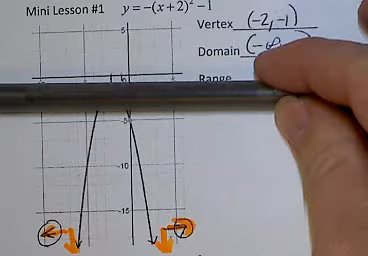 Mini Lesson #1 y = -(x+2)² - 1
Vertex (-2,-1)
Domain (-∞
Range
5
-5
-10
-15